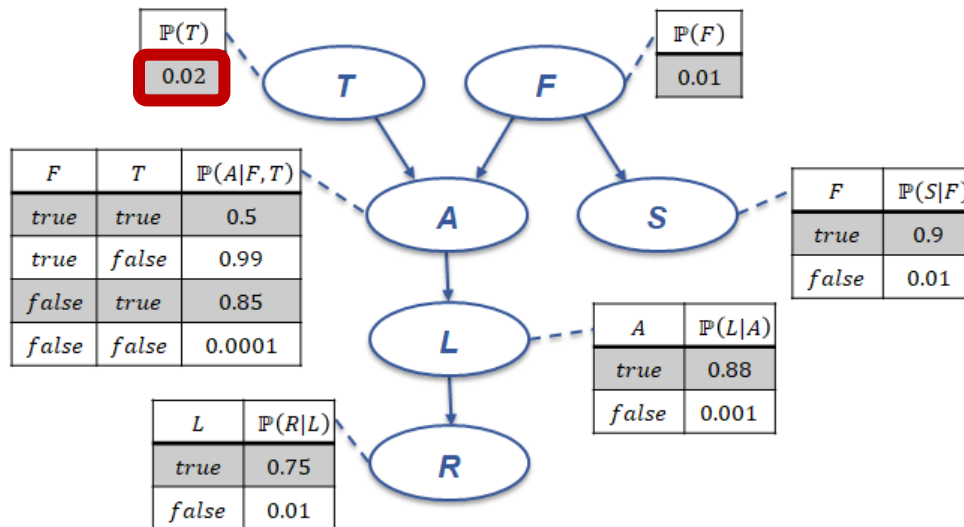 ℙ(T)
0.02
T
F
ℙ(F)
0.01
F T ℙ(A|F,T)
true true 0.5
true false 0.99
false true 0.85
false false 0.0001
A
S
F ℙ(S|F)
true 0.9
false 0.01
L
A ℙ(L|A)
true 0.88
false 0.001
L ℙ(R|L)
true 0.75
false 0.01
R